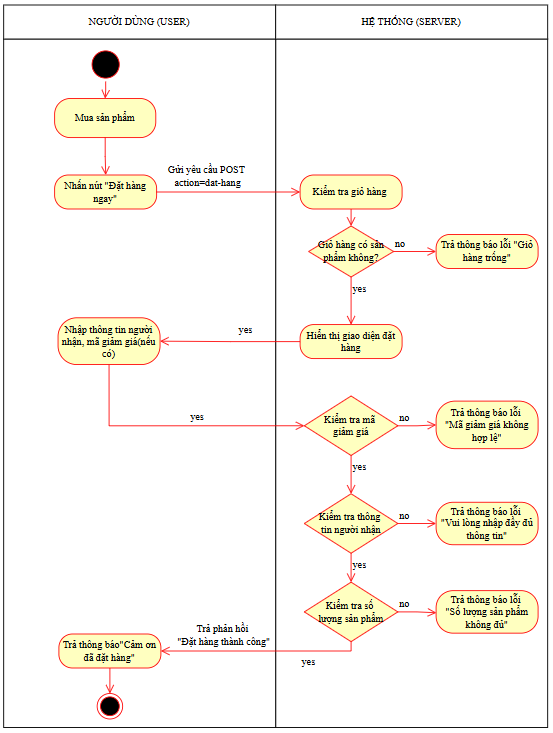 NGƯỜI DÙNG (USER)
HỆ THỐNG (SERVER)
Mua sản phẩm
Nhấn nút "Đặt hàng
ngay"
Gửi yêu cầu POST
action=dat-hang
Kiểm tra giỏ hàng
Giỏ hàng có sản
phẩm không?
no
Trả thông báo lỗi "Giỏ
hàng trống"
yes
Hiển thị giao diện đặt
hàng
yes
Nhập thông tin người
nhận, mã giảm giá(nếu
có)
yes
Kiểm tra mã
giảm giá
no
Trả thông báo lỗi
"Mã giảm giá không
hợp lệ"
yes
Kiểm tra thông
tin người nhận
no
Trả thông báo lỗi
"Vui lòng nhập đầy đủ
thông tin"
yes
Kiểm tra số
lượng sản phẩm
no
Trả thông báo lỗi
"Số lượng sản phẩm
không đủ"
yes
Trả phản hồi
"Đặt hàng thành công"
Trả thông báo"Cảm ơn
đã đặt hàng"